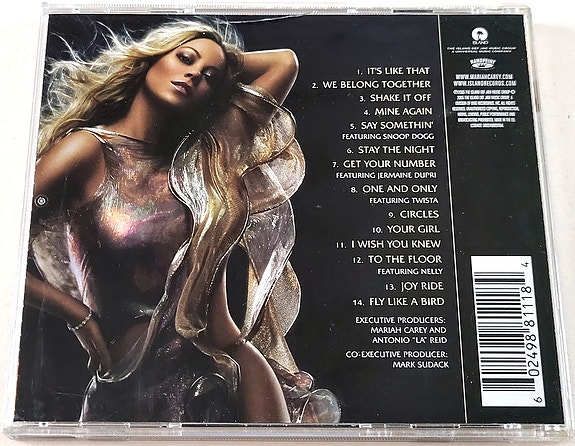 ISLAND
THE ISLAND DEF JAM MUSIC GROUP
A UNIVERSAL MUSIC COMPANY
WWW.MARIAHCAREY.COM
WWW.ISLANDRECORDS.COM
1. IT'S LIKE THAT
2. WE BELONG TOGETHER
3. SHAKE IT OFF
4. MINE AGAIN
5. SAY SOMETHIN'
FEATURING SNOOP DOGG
6. STAY THE NIGHT
7. GET YOUR NUMBER
FEATURING JERMAINE DUPRI
8. ONE AND ONLY
FEATURING TWISTA
9. CIRCLES
10. YOUR GIRL
11. I WISH YOU KNEW
12. TO THE FLOOR
FEATURING NELLY
13. JOY RIDE
14. FLY LIKE A BIRD
EXECUTIVE PRODUCERS:
MARIAH CAREY AND
ANTONIO "LA" REID
CO-EXECUTIVE PRODUCER:
MARK SUDACK
6 02498 81118 4